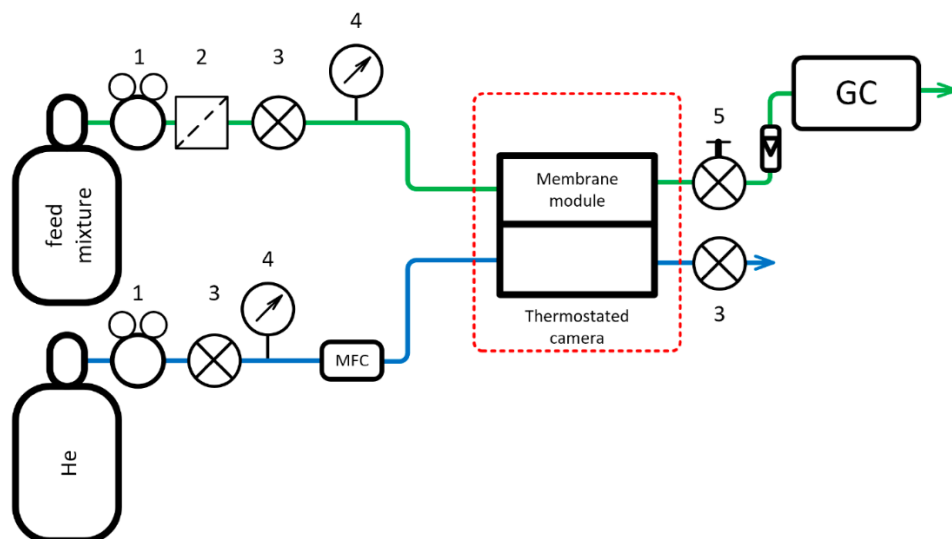 4
1
2
3
5
GC
feed
mixture
Membrane
module
4
1
3
3
Thermostated
camera
MFC
He